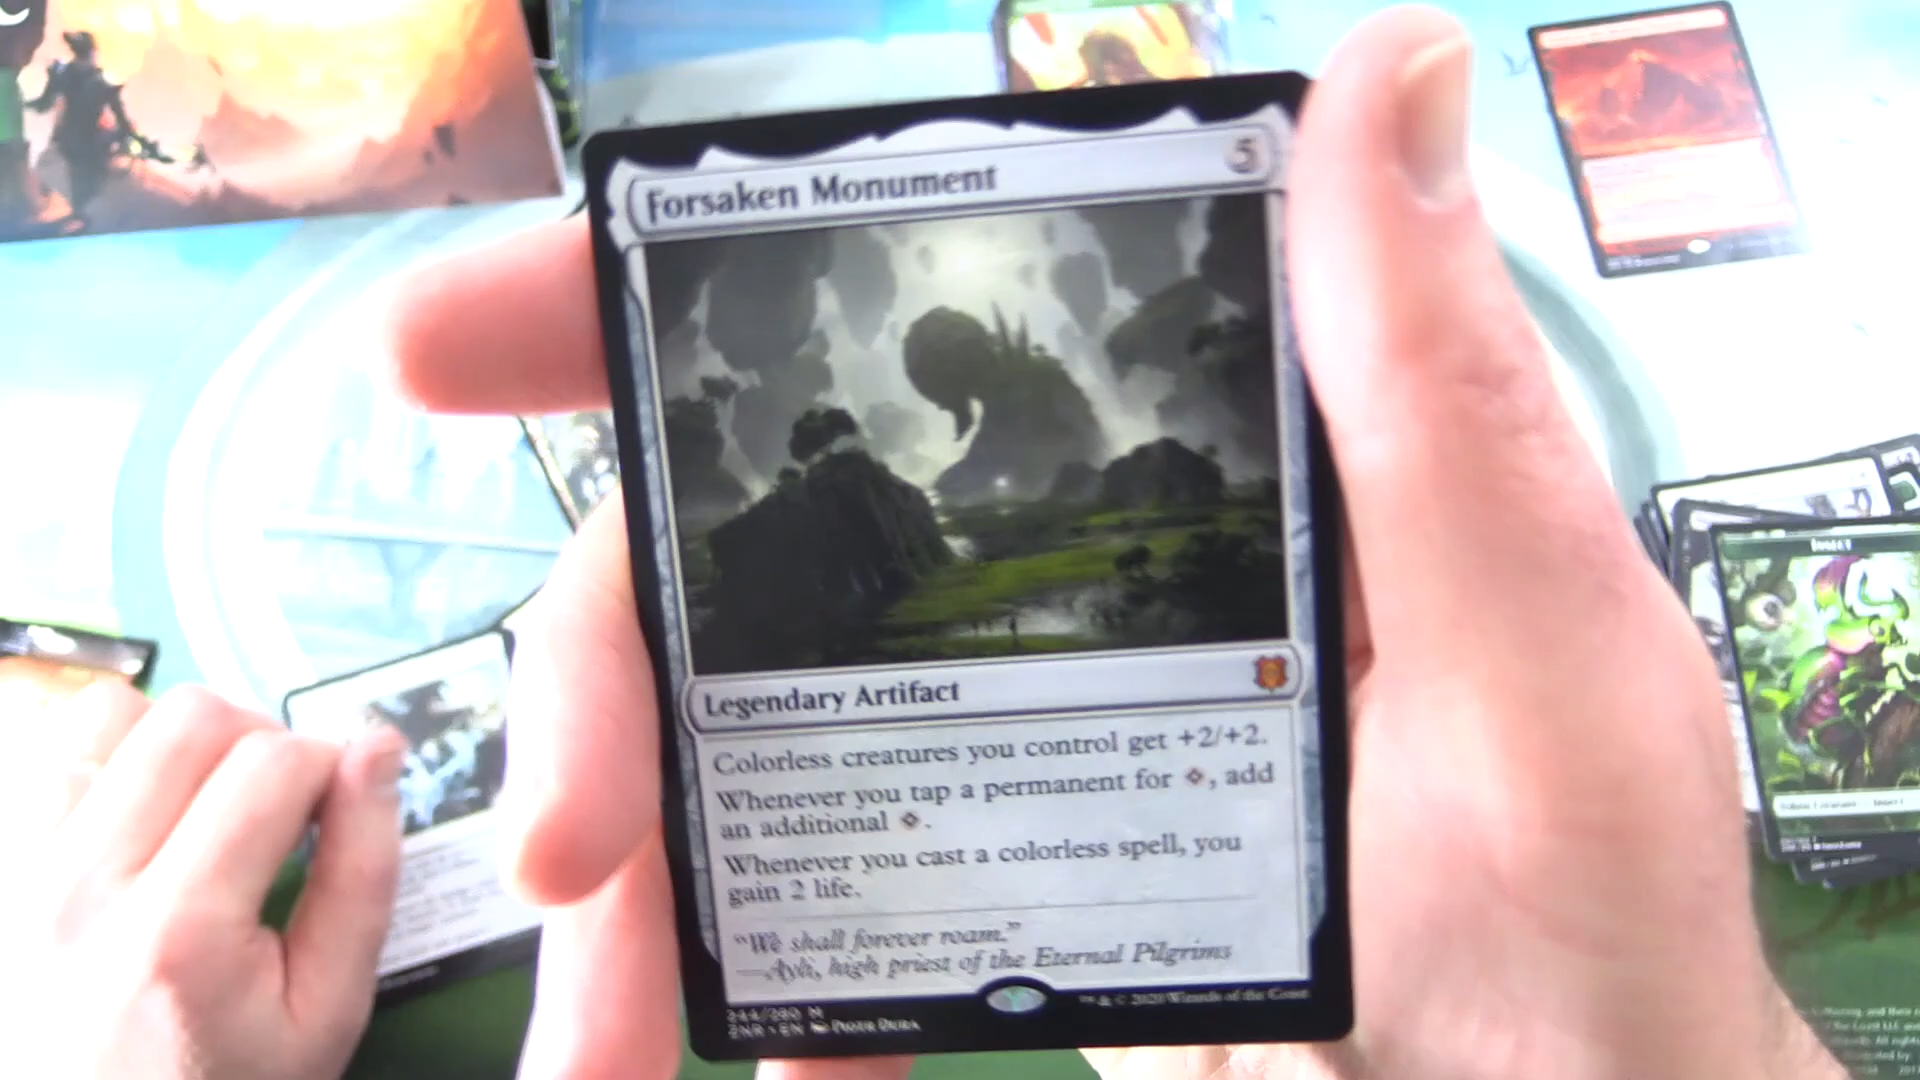 Forsaken Monument 5
Legendary Artifact
Colorless creatures you control get +2/+2.
Whenever you tap a permanent for , add
an additional .
Whenever you cast a colorless spell, you
gain 2 life.
"We shall forever roam."
—Ayli, high priest of the Eternal Pilgrims
244/280 M
ZNR • EN Piotr Dura
™ & © 2020 Wizards of the Coast
Insect